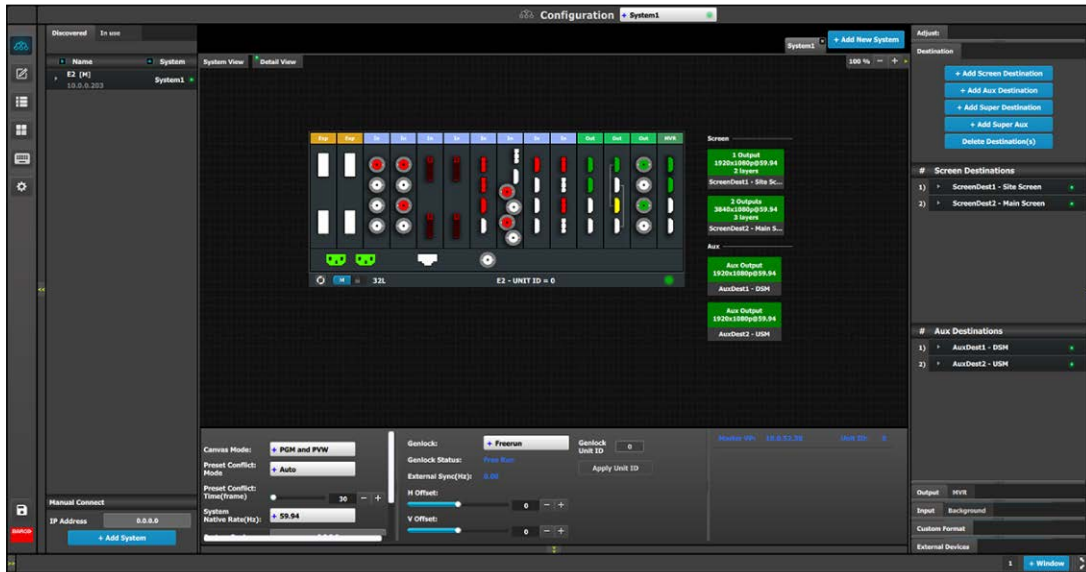 Configuration + System1
Discovered In use
Name System
E2 [M] System1
10.0.0.203
Manual Connect
IP Address 0.0.0.0
+ Add System
BARCO
System View Detail View
System1
+ Add New System
100 % − +
Exp Exp In In In In In In In In Out Out Out MVR
M 32L E2 - UNIT ID = 0
Screen
1 Output
1920x1080p@59.94
2 layers
ScreenDest1 - Site Sc...
2 Outputs
3840x1080@59.94
3 layers
ScreenDest2 - Main S...
Aux
Aux Output
1920x1080p@59.94
AuxDest1 - DSM
Aux Output
1920x1080p@59.94
AuxDest2 - USM
Canvas Mode: + PGM and PVW
Preset Conflict:
Mode + Auto
Preset Conflict:
Time(frame) 30 − +
System
Native Rate(Hz): + 59.94
Genlock: + Freerun
Genlock Status: Free Run
External Sync(Hz): 0.00
H Offset:
0 − +
V Offset:
0 − +
Genlock
Unit ID 0
Apply Unit ID
Unit ID: 0
Adjust:
Destination
+ Add Screen Destination
+ Add Aux Destination
+ Add Super Destination
+ Add Super Aux
Delete Destination(s)
# Screen Destinations
1) ScreenDest1 - Site Screen
2) ScreenDest2 - Main Screen
# Aux Destinations
1) AuxDest1 - DSM
2) AuxDest2 - USM
Output MVR
Input Background
Custom Format
External Devices
1 + Window